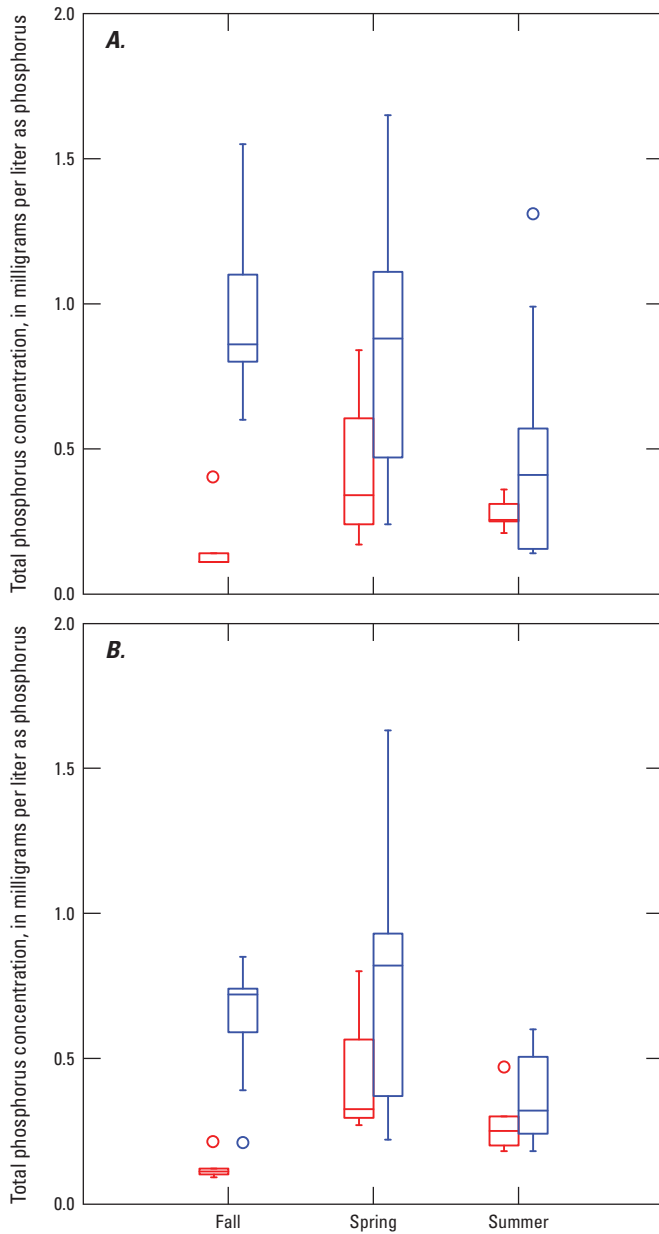 Total phosphorus concentration, in milligrams per liter as phosphorus
2.0
1.5
1.0
0.5
0.0
A.
Total phosphorus concentration, in milligrams per liter as phosphorus
2.0
1.5
1.0
0.5
0.0
B.
Fall Spring Summer